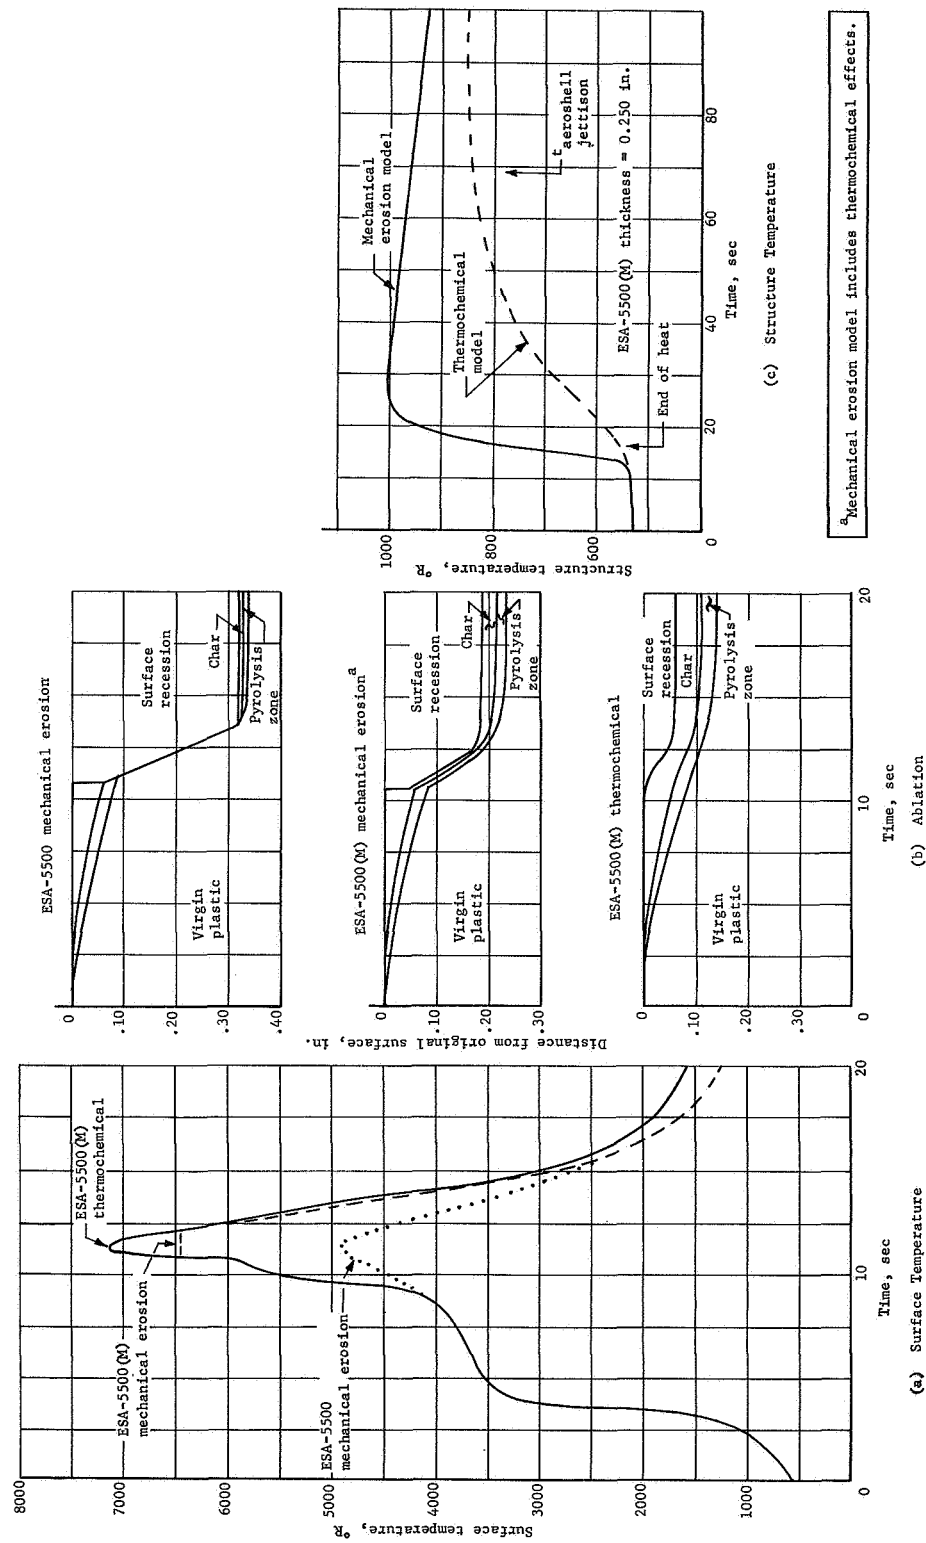 8000
7000
6000
5000
4000
3000
2000
1000
Surface temperature, °R
0
10
20
Time, sec
(a) Surface Temperature
ESA-5500(M)
thermochemical
ESA-5500(M)
mechanical erosion
ESA-5500
mechanical erosion
Distance from original surface, in.
ESA-5500 mechanical erosion
0
.10
.20
.30
.40
Virgin
plastic
Surface
recession
Char
Pyrolysis
zone
ESA-5500(M) mechanical erosion^a
0
.10
.20
.30
Virgin
plastic
Surface
recession
Char
Pyrolysis
zone
ESA-5500(M) thermochemical
0
.10
.20
.30
.40
Virgin
plastic
Surface
recession
Char
Pyrolysis
zone
0
10
20
Time, sec
(b) Ablation
Structure temperature, °R
1000
800
600
Mechanical
erosion model
Thermochemical
model
t aeroshell
jettison
ESA-5500(M) thickness = 0.250 in.
End of heat
0
20
40
60
80
Time, sec
(c) Structure Temperature
^a Mechanical erosion model includes thermochemical effects.